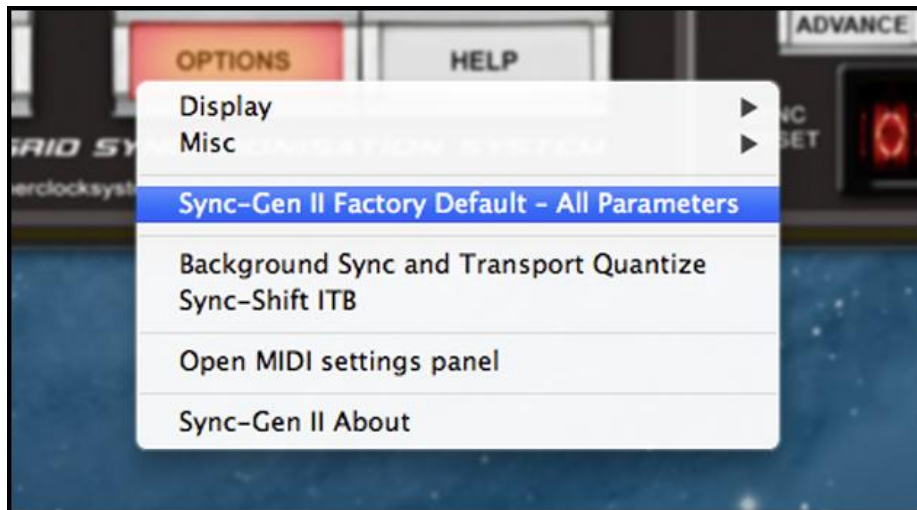 ADVANCE
OPTIONS
HELP
Display
Misc
Sync-Gen II Factory Default - All Parameters
Background Sync and Transport Quantize
Sync-Shift ITB
Open MIDI settings panel
Sync-Gen II About